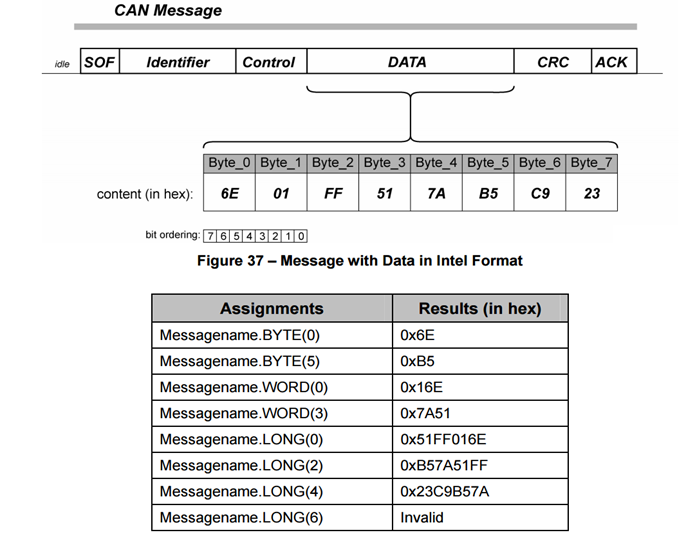 CAN Message
idle SOF Identifier Control DATA CRC ACK
Byte_0 Byte_1 Byte_2 Byte_3 Byte_4 Byte_5 Byte_6 Byte_7
content (in hex): 6E 01 FF 51 7A B5 C9 23
bit ordering: 7 6 5 4 3 2 1 0
Figure 37 – Message with Data in Intel Format
Assignments Results (in hex)
Messagename.BYTE(0) 0x6E
Messagename.BYTE(5) 0xB5
Messagename.WORD(0) 0x16E
Messagename.WORD(3) 0x7A51
Messagename.LONG(0) 0x51FF016E
Messagename.LONG(2) 0xB57A51FF
Messagename.LONG(4) 0x23C9B57A
Messagename.LONG(6) Invalid